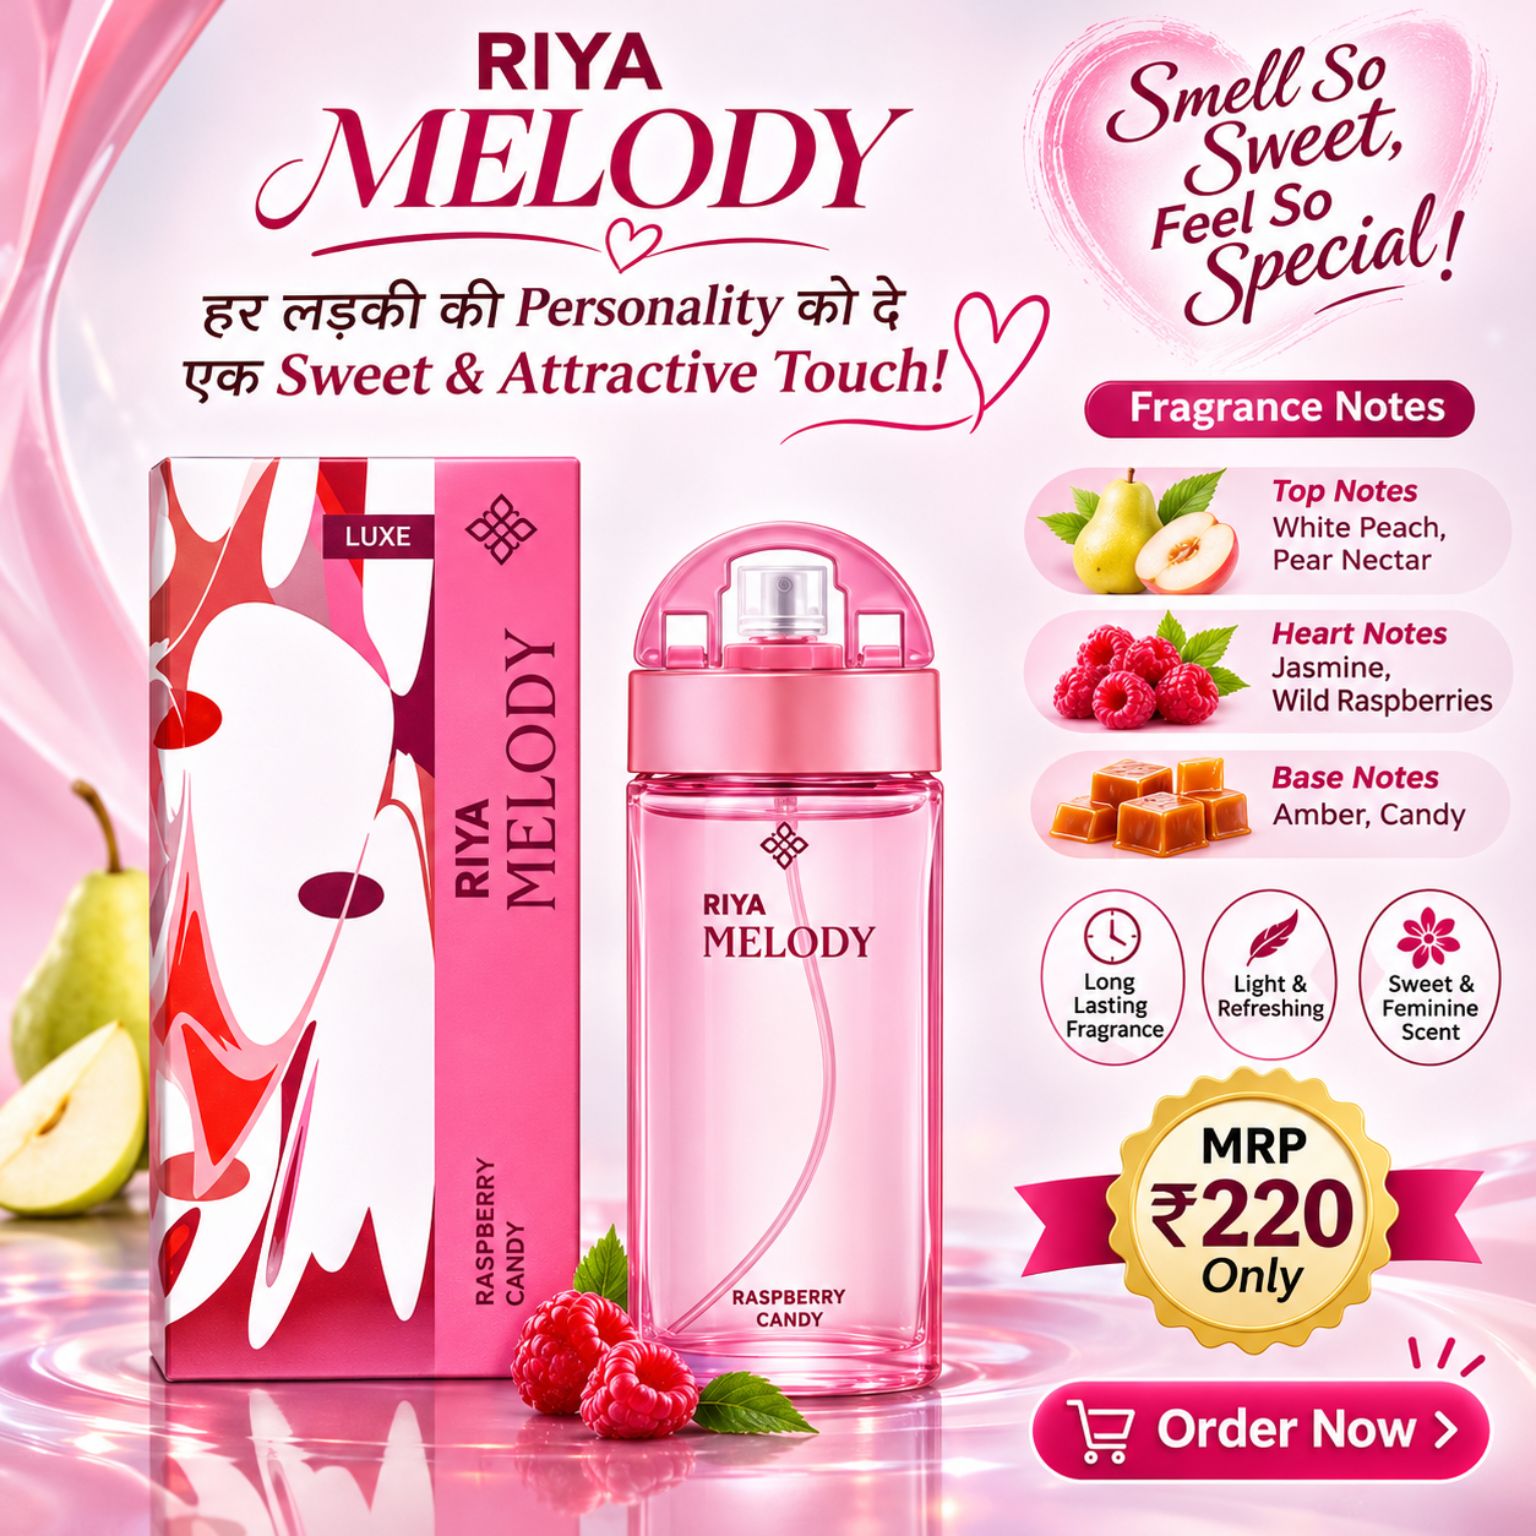 RIYA
MELODY
हर लड़की की Personality को दे
एक Sweet & Attractive Touch!
Smell So
Sweet,
Feel So
Special!
Fragrance Notes
Top Notes
White Peach,
Pear Nectar
Heart Notes
Jasmine,
Wild Raspberries
Base Notes
Amber, Candy
Long
Lasting
Fragrance
Light &
Refreshing
Sweet &
Feminine
Scent
MRP
₹220
Only
Order Now
LUXE
RIYA
MELODY
RASPBERRY
CANDY
RIYA
MELODY
RASPBERRY
CANDY